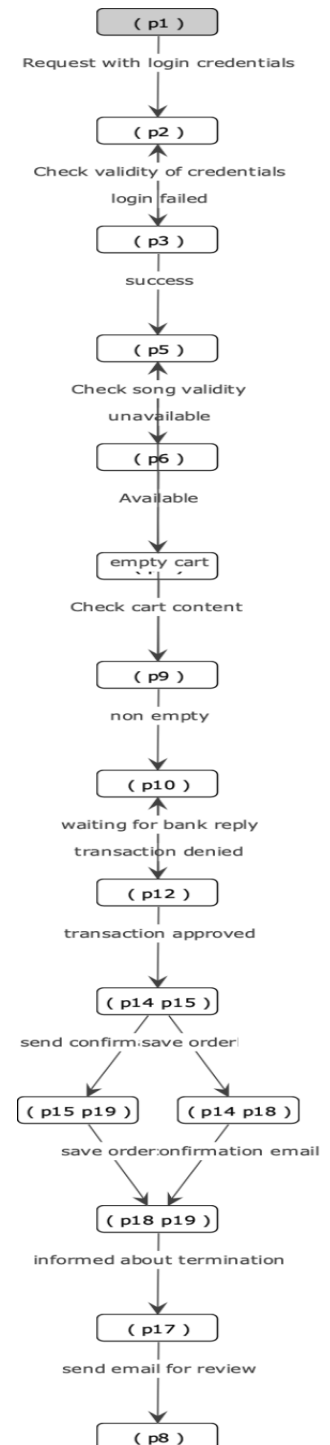 ( p1 )
Request with login credentials
( p2 )
Check validity of credentials
login failed
( p3 )
success
( p5 )
Check song validity
unavailable
( p6 )
Available
empty cart
Check cart content
( p9 )
non empty
( p10 )
waiting for bank reply
transaction denied
( p12 )
transaction approved
( p14 p15 )
send confirm save order
( p15 p19 ) ( p14 p18 )
save order onfirmation email
( p18 p19 )
informed about termination
( p17 )
send email for review
( p8 )